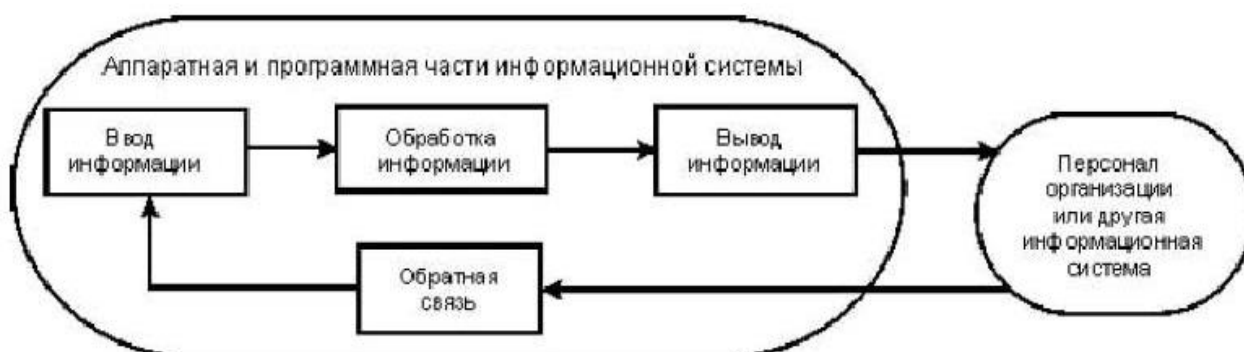 Аппаратная и программная части информационной системы
Ввод
информации
Обработка
информации
Вывод
информации
Персонал
организации
или другая
информационная
система
Обратная
связь